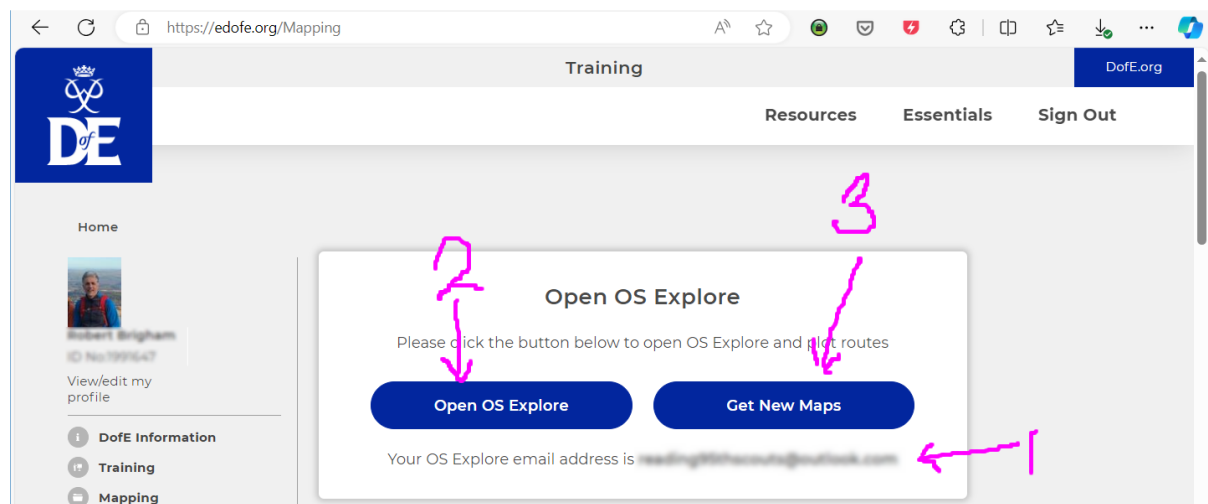 https://edofe.org/Mapping
Training
DofE.org
DofE
Resources Essentials Sign Out
3
Home
2
Open OS Explore
Please click the button below to open OS Explore and plot routes
View/edit my
profile
Open OS Explore Get New Maps
DofE Information
Your OS Explore email address is
1
Training
Mapping